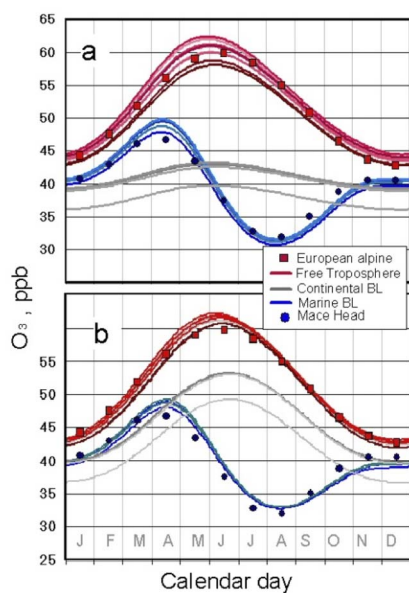 65
60
a
55
50
45
40
35
30
European alpine
Free Troposphere
Continental BL
Marine BL
Mace Head
O₃, ppb
b
55
50
45
40
35
30
25
J F M A M J J A S O N D
Calendar day